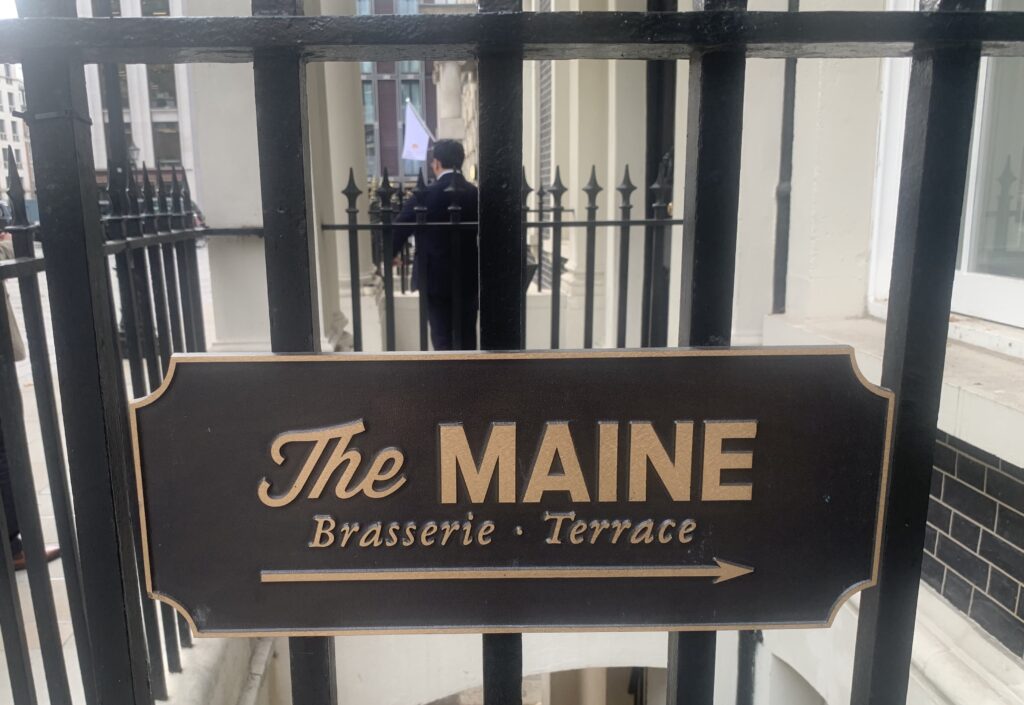 The MAINE
Brasserie · Terrace